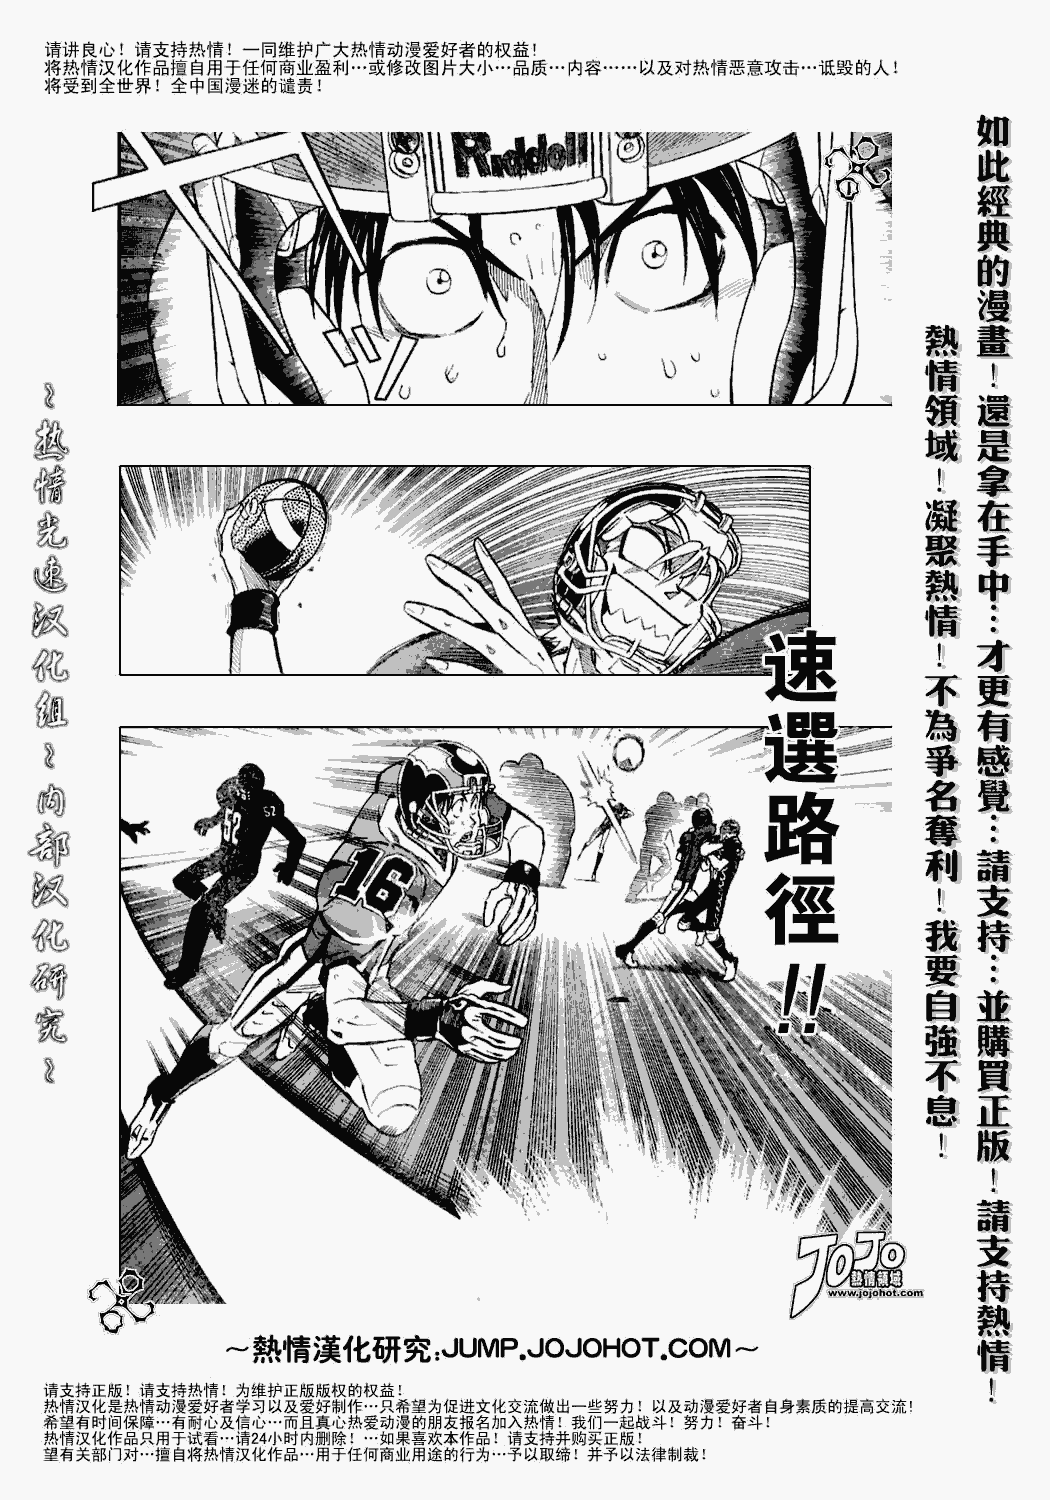 请讲良心！请支持热情！一同维护广大热情动漫爱好者的权益！
将热情汉化作品擅自用于任何商业盈利…或修改图片大小…品质…内容……以及对热情恶意攻击…诋毁的人！
将受到全世界！全中国漫迷的谴责！
如此經典的漫畫！還是拿在手中…才更有感覺…請支持…並購買正版！請支持熱情！
熱情領域！凝聚熱情！不為爭名奪利！我要自強不息！
Riddell
速選路徑！！
52
52
16
~热情光速汉化组~内部汉化研究~
JOJO
熱情領域
www.jojohot.com
～熱情漢化研究:JUMP.JOJOHOT.COM～
请支持正版！请支持热情！为维护正版版权的权益！
热情汉化是热情动漫爱好者学习以及爱好制作…只希望为促进文化交流做出一些努力！以及动漫爱好者自身素质的提高交流！
希望有时间保障…有耐心及信心…而且真心热爱动漫的朋友报名加入热情！我们一起战斗！努力！奋斗！
热情汉化作品只用于试看…请24小时内删除！…如果喜欢本作品！请支持并购买正版！
望有关部门对…擅自将热情汉化作品…用于任何商业用途的行为…予以取缔！并予以法律制裁！